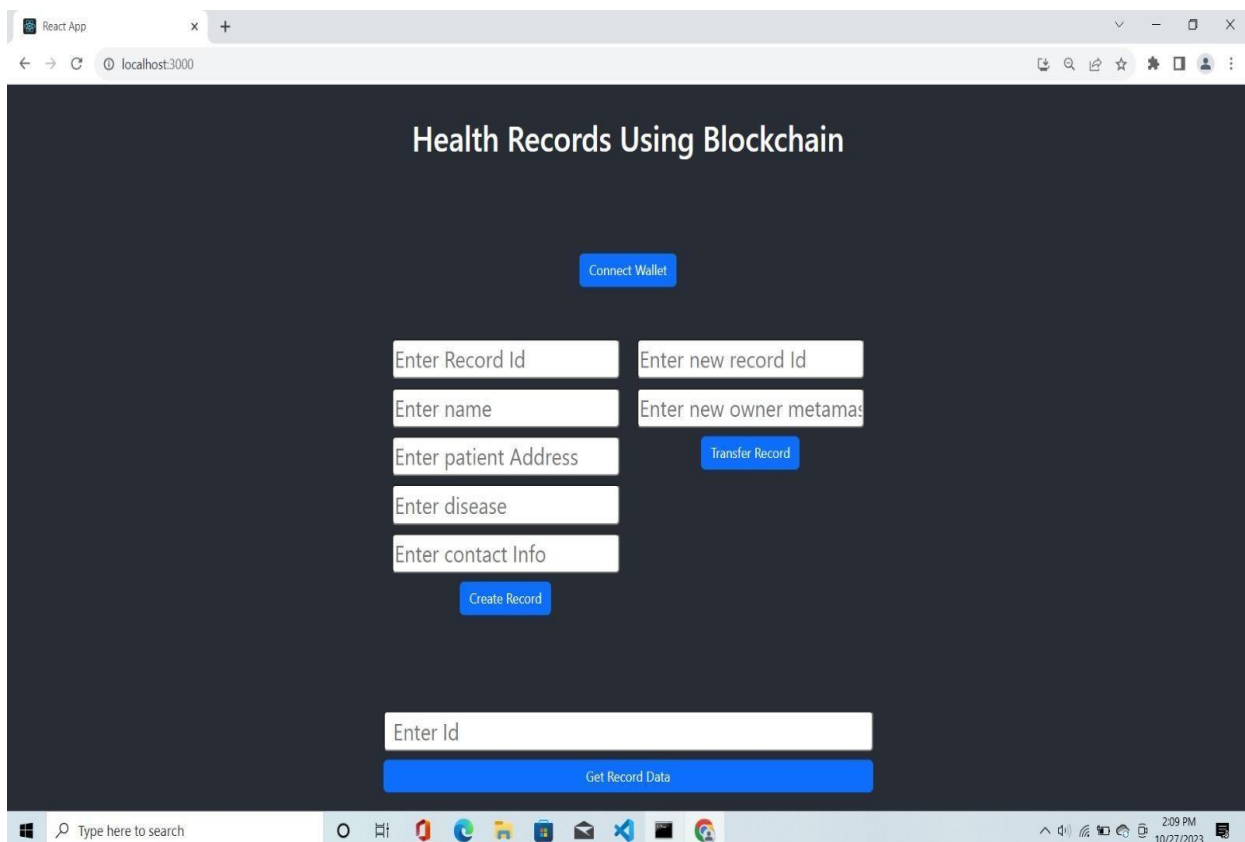 React App
localhost:3000
Health Records Using Blockchain
Connect Wallet
Enter Record Id
Enter name
Enter patient Address
Enter disease
Enter contact Info
Create Record
Enter new record Id
Enter new owner metamas
Transfer Record
Enter Id
Get Record Data
Type here to search
2:09 PM
10/27/2023